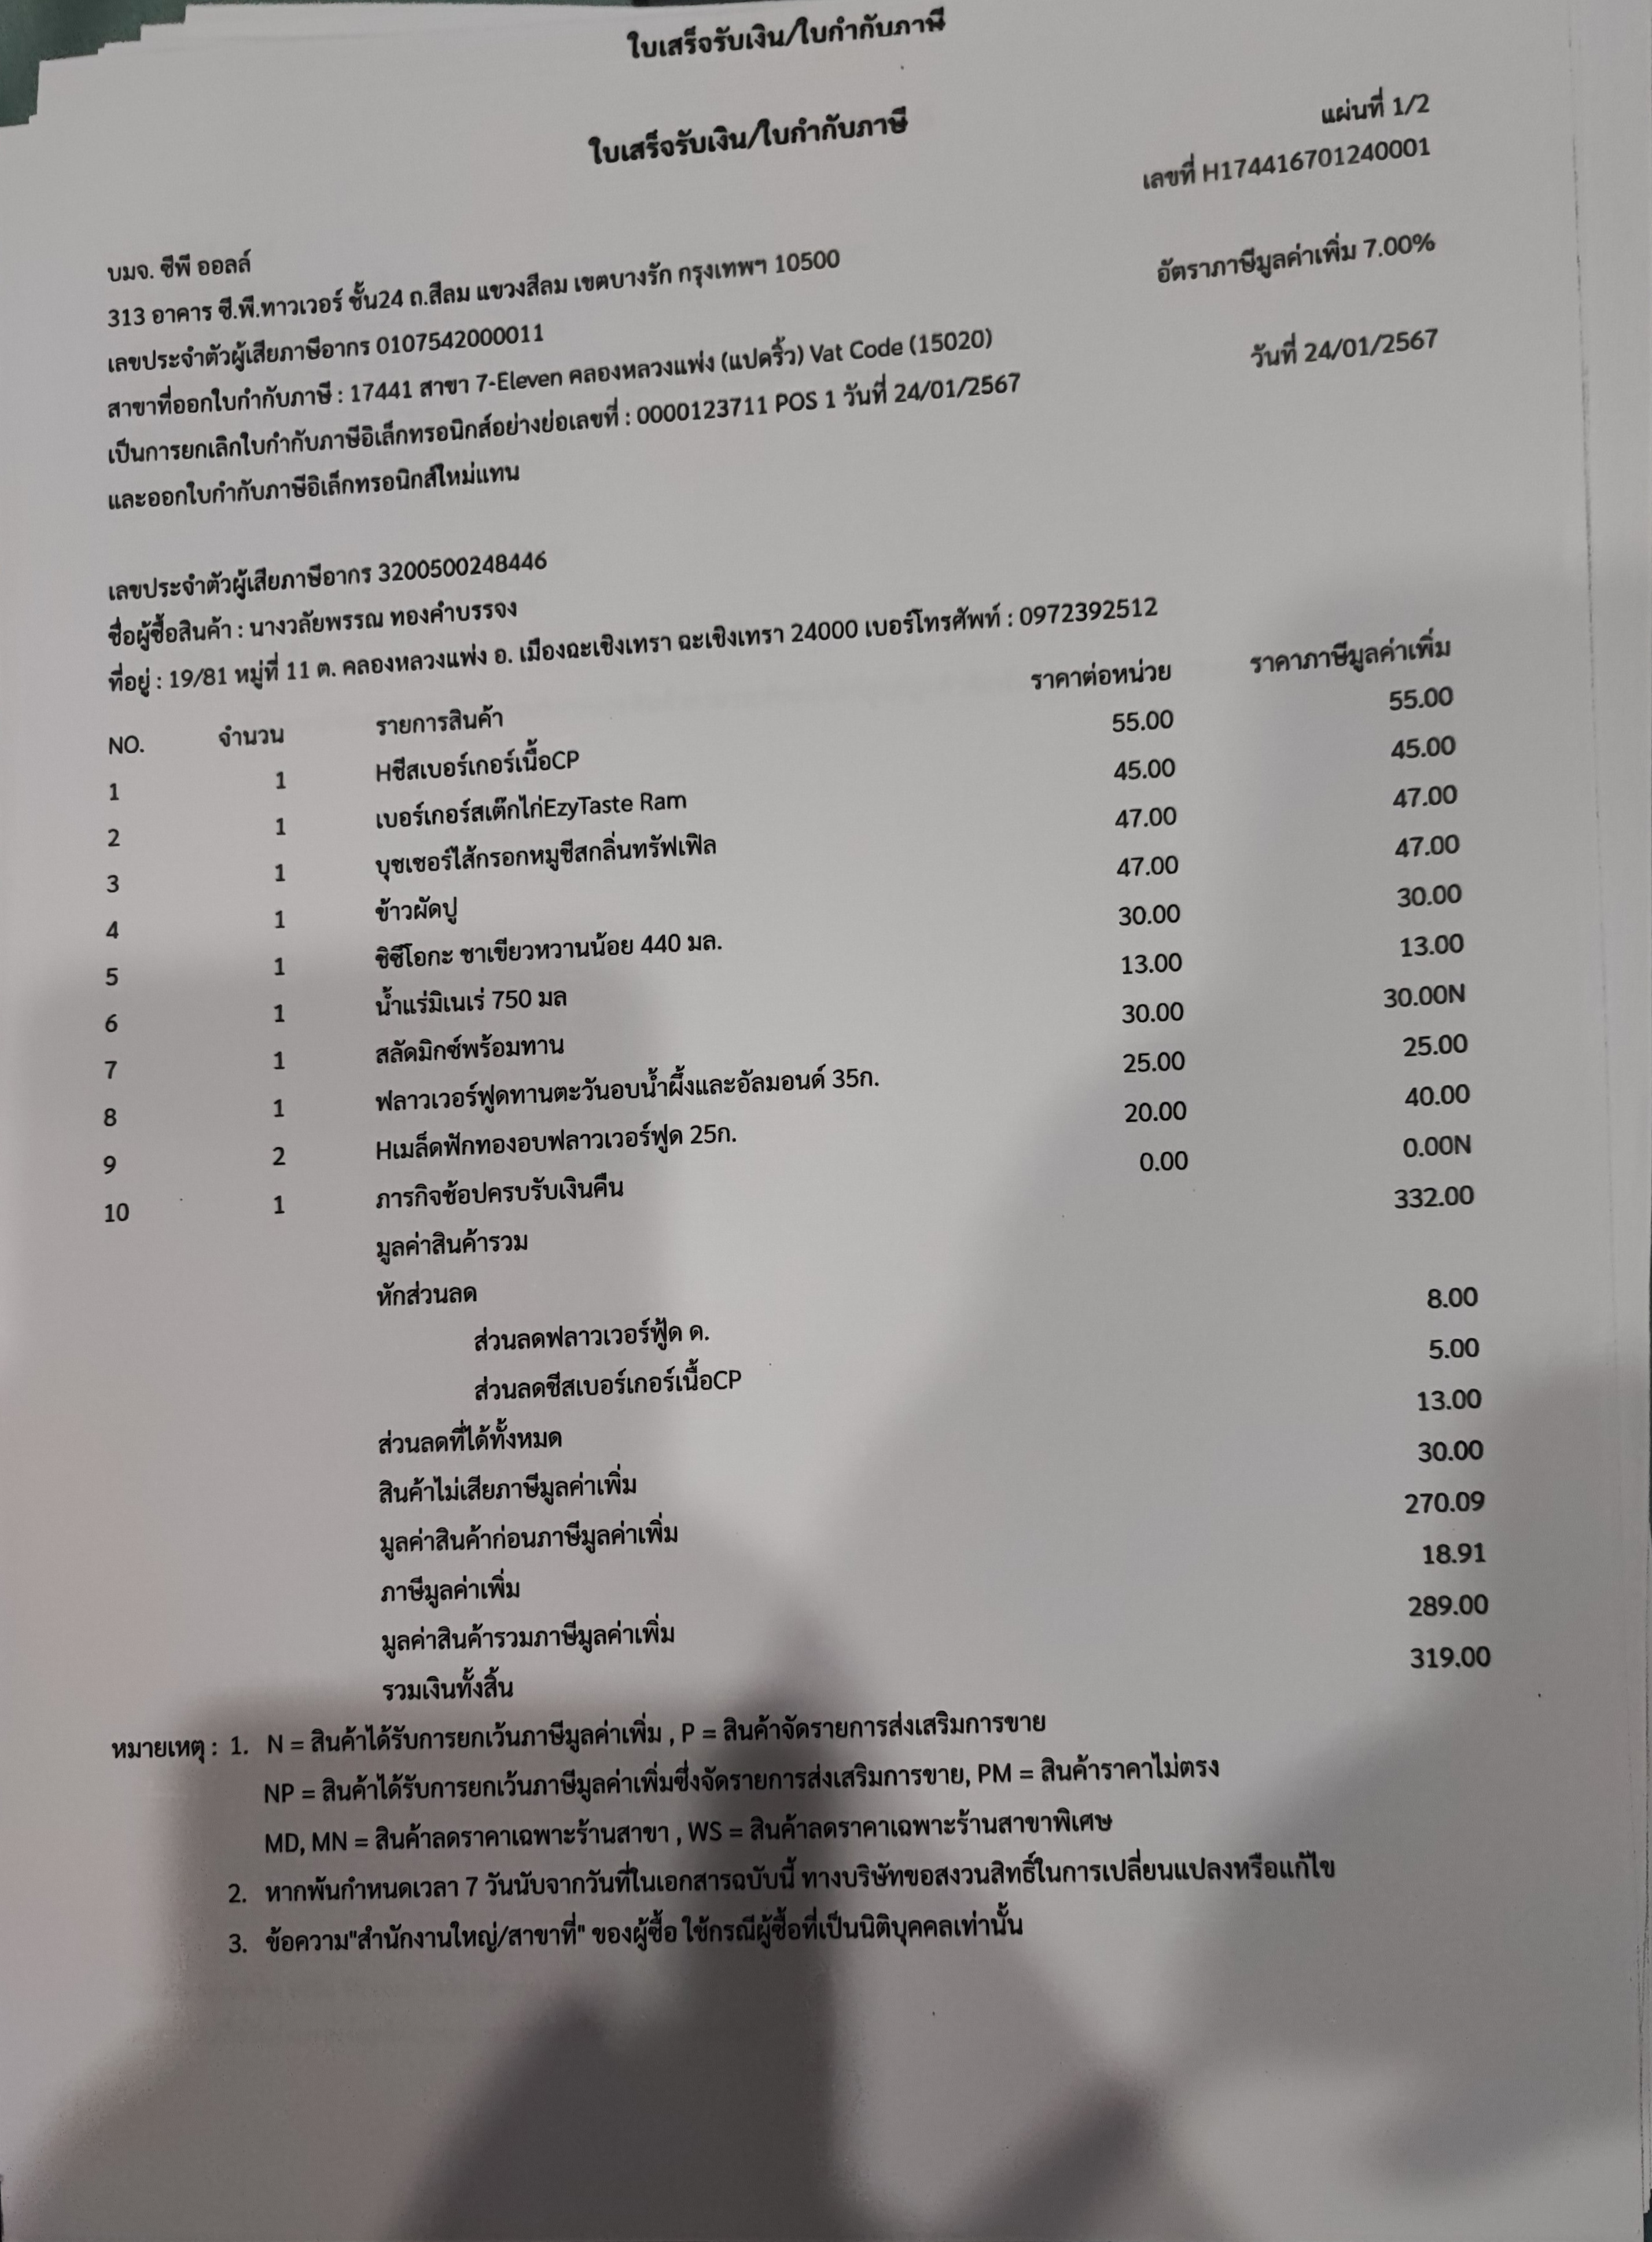 ใบเสร็จรับเงิน/ใบกำกับภาษี
ใบเสร็จรับเงิน/ใบกำกับภาษี
แผ่นที่ 1/2
เลขที่ H174416701240001
บมจ. ซีพี ออลล์
313 อาคาร ซี.พี.ทาวเวอร์ ชั้น24 ถ.สีลม แขวงสีลม เขตบางรัก กรุงเทพฯ 10500
อัตราภาษีมูลค่าเพิ่ม 7.00%
เลขประจำตัวผู้เสียภาษีอากร 0107542000011
สาขาที่ออกใบกำกับภาษี : 17441 สาขา 7-Eleven คลองหลวงแพ่ง (แปดริ้ว) Vat Code (15020)
วันที่ 24/01/2567
เป็นการยกเลิกใบกำกับภาษีอิเล็กทรอนิกส์อย่างย่อเลขที่ : 0000123711 POS 1 วันที่ 24/01/2567
และออกใบกำกับภาษีอิเล็กทรอนิกส์ใหม่แทน
เลขประจำตัวผู้เสียภาษีอากร 3200500248446
ชื่อผู้ซื้อสินค้า : นางวลัยพรรณ ทองคำบรรจง
ที่อยู่ : 19/81 หมู่ที่ 11 ต. คลองหลวงแพ่ง อ. เมืองฉะเชิงเทรา ฉะเชิงเทรา 24000 เบอร์โทรศัพท์ : 0972392512
NO. จำนวน รายการสินค้า ราคาต่อหน่วย ราคาภาษีมูลค่าเพิ่ม
1 1 Hชีสเบอร์เกอร์เนื้อCP 55.00 55.00
2 1 เบอร์เกอร์สเต๊กไก่EzyTaste Ram 45.00 45.00
3 1 บุชเชอร์ไส้กรอกหมูชีสกลิ่นทรัฟเฟิล 47.00 47.00
4 1 ข้าวผัดปู 47.00 47.00
5 1 ชิซึโอกะ ชาเขียวหวานน้อย 440 มล. 30.00 30.00
6 1 น้ำแร่มิเนเร่ 750 มล 13.00 13.00
7 1 สลัดมิกซ์พร้อมทาน 30.00 30.00N
8 1 ฟลาวเวอร์ฟูดทานตะวันอบน้ำผึ้งและอัลมอนด์ 35ก. 25.00 25.00
9 2 Hเมล็ดฟักทองอบฟลาวเวอร์ฟูด 25ก. 20.00 40.00
10 1 ภารกิจช้อปครบรับเงินคืน 0.00 0.00N
มูลค่าสินค้ารวม 332.00
หักส่วนลด
ส่วนลดฟลาวเวอร์ฟู้ด ด. 8.00
ส่วนลดชีสเบอร์เกอร์เนื้อCP 5.00
ส่วนลดที่ได้ทั้งหมด 13.00
สินค้าไม่เสียภาษีมูลค่าเพิ่ม 30.00
มูลค่าสินค้าก่อนภาษีมูลค่าเพิ่ม 270.09
ภาษีมูลค่าเพิ่ม 18.91
มูลค่าสินค้ารวมภาษีมูลค่าเพิ่ม 289.00
รวมเงินทั้งสิ้น 319.00
หมายเหตุ : 1. N = สินค้าได้รับการยกเว้นภาษีมูลค่าเพิ่ม , P = สินค้าจัดรายการส่งเสริมการขาย
NP = สินค้าได้รับการยกเว้นภาษีมูลค่าเพิ่มซึ่งจัดรายการส่งเสริมการขาย, PM = สินค้าราคาไม่ตรง
MD, MN = สินค้าลดราคาเฉพาะร้านสาขา , WS = สินค้าลดราคาเฉพาะร้านสาขาพิเศษ
2. หากพ้นกำหนดเวลา 7 วันนับจากวันที่ในเอกสารฉบับนี้ ทางบริษัทขอสงวนสิทธิ์ในการเปลี่ยนแปลงหรือแก้ไข
3. ข้อความ"สำนักงานใหญ่/สาขาที่" ของผู้ซื้อ ใช้กรณีผู้ซื้อที่เป็นนิติบุคคลเท่านั้น